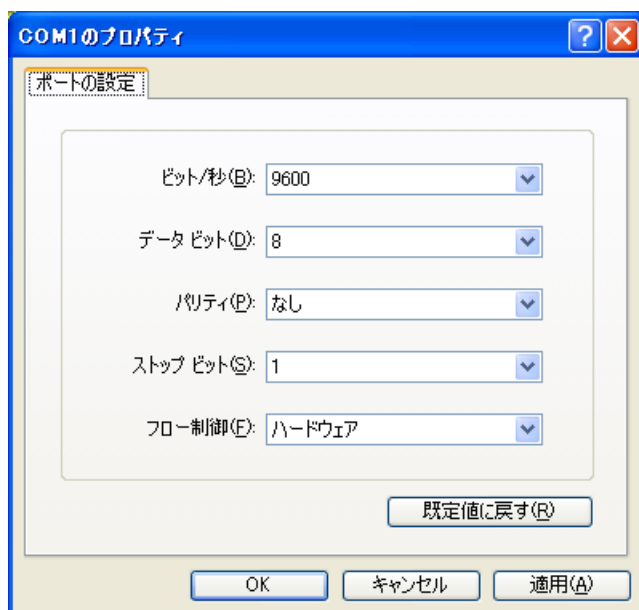 COM1のプロパティ
ポートの設定
ビット/秒(B): 9600
データ ビット(D): 8
パリティ(P): なし
ストップ ビット(S): 1
フロー制御(F): ハードウェア
既定値に戻す(R)
OK キャンセル 適用(A)